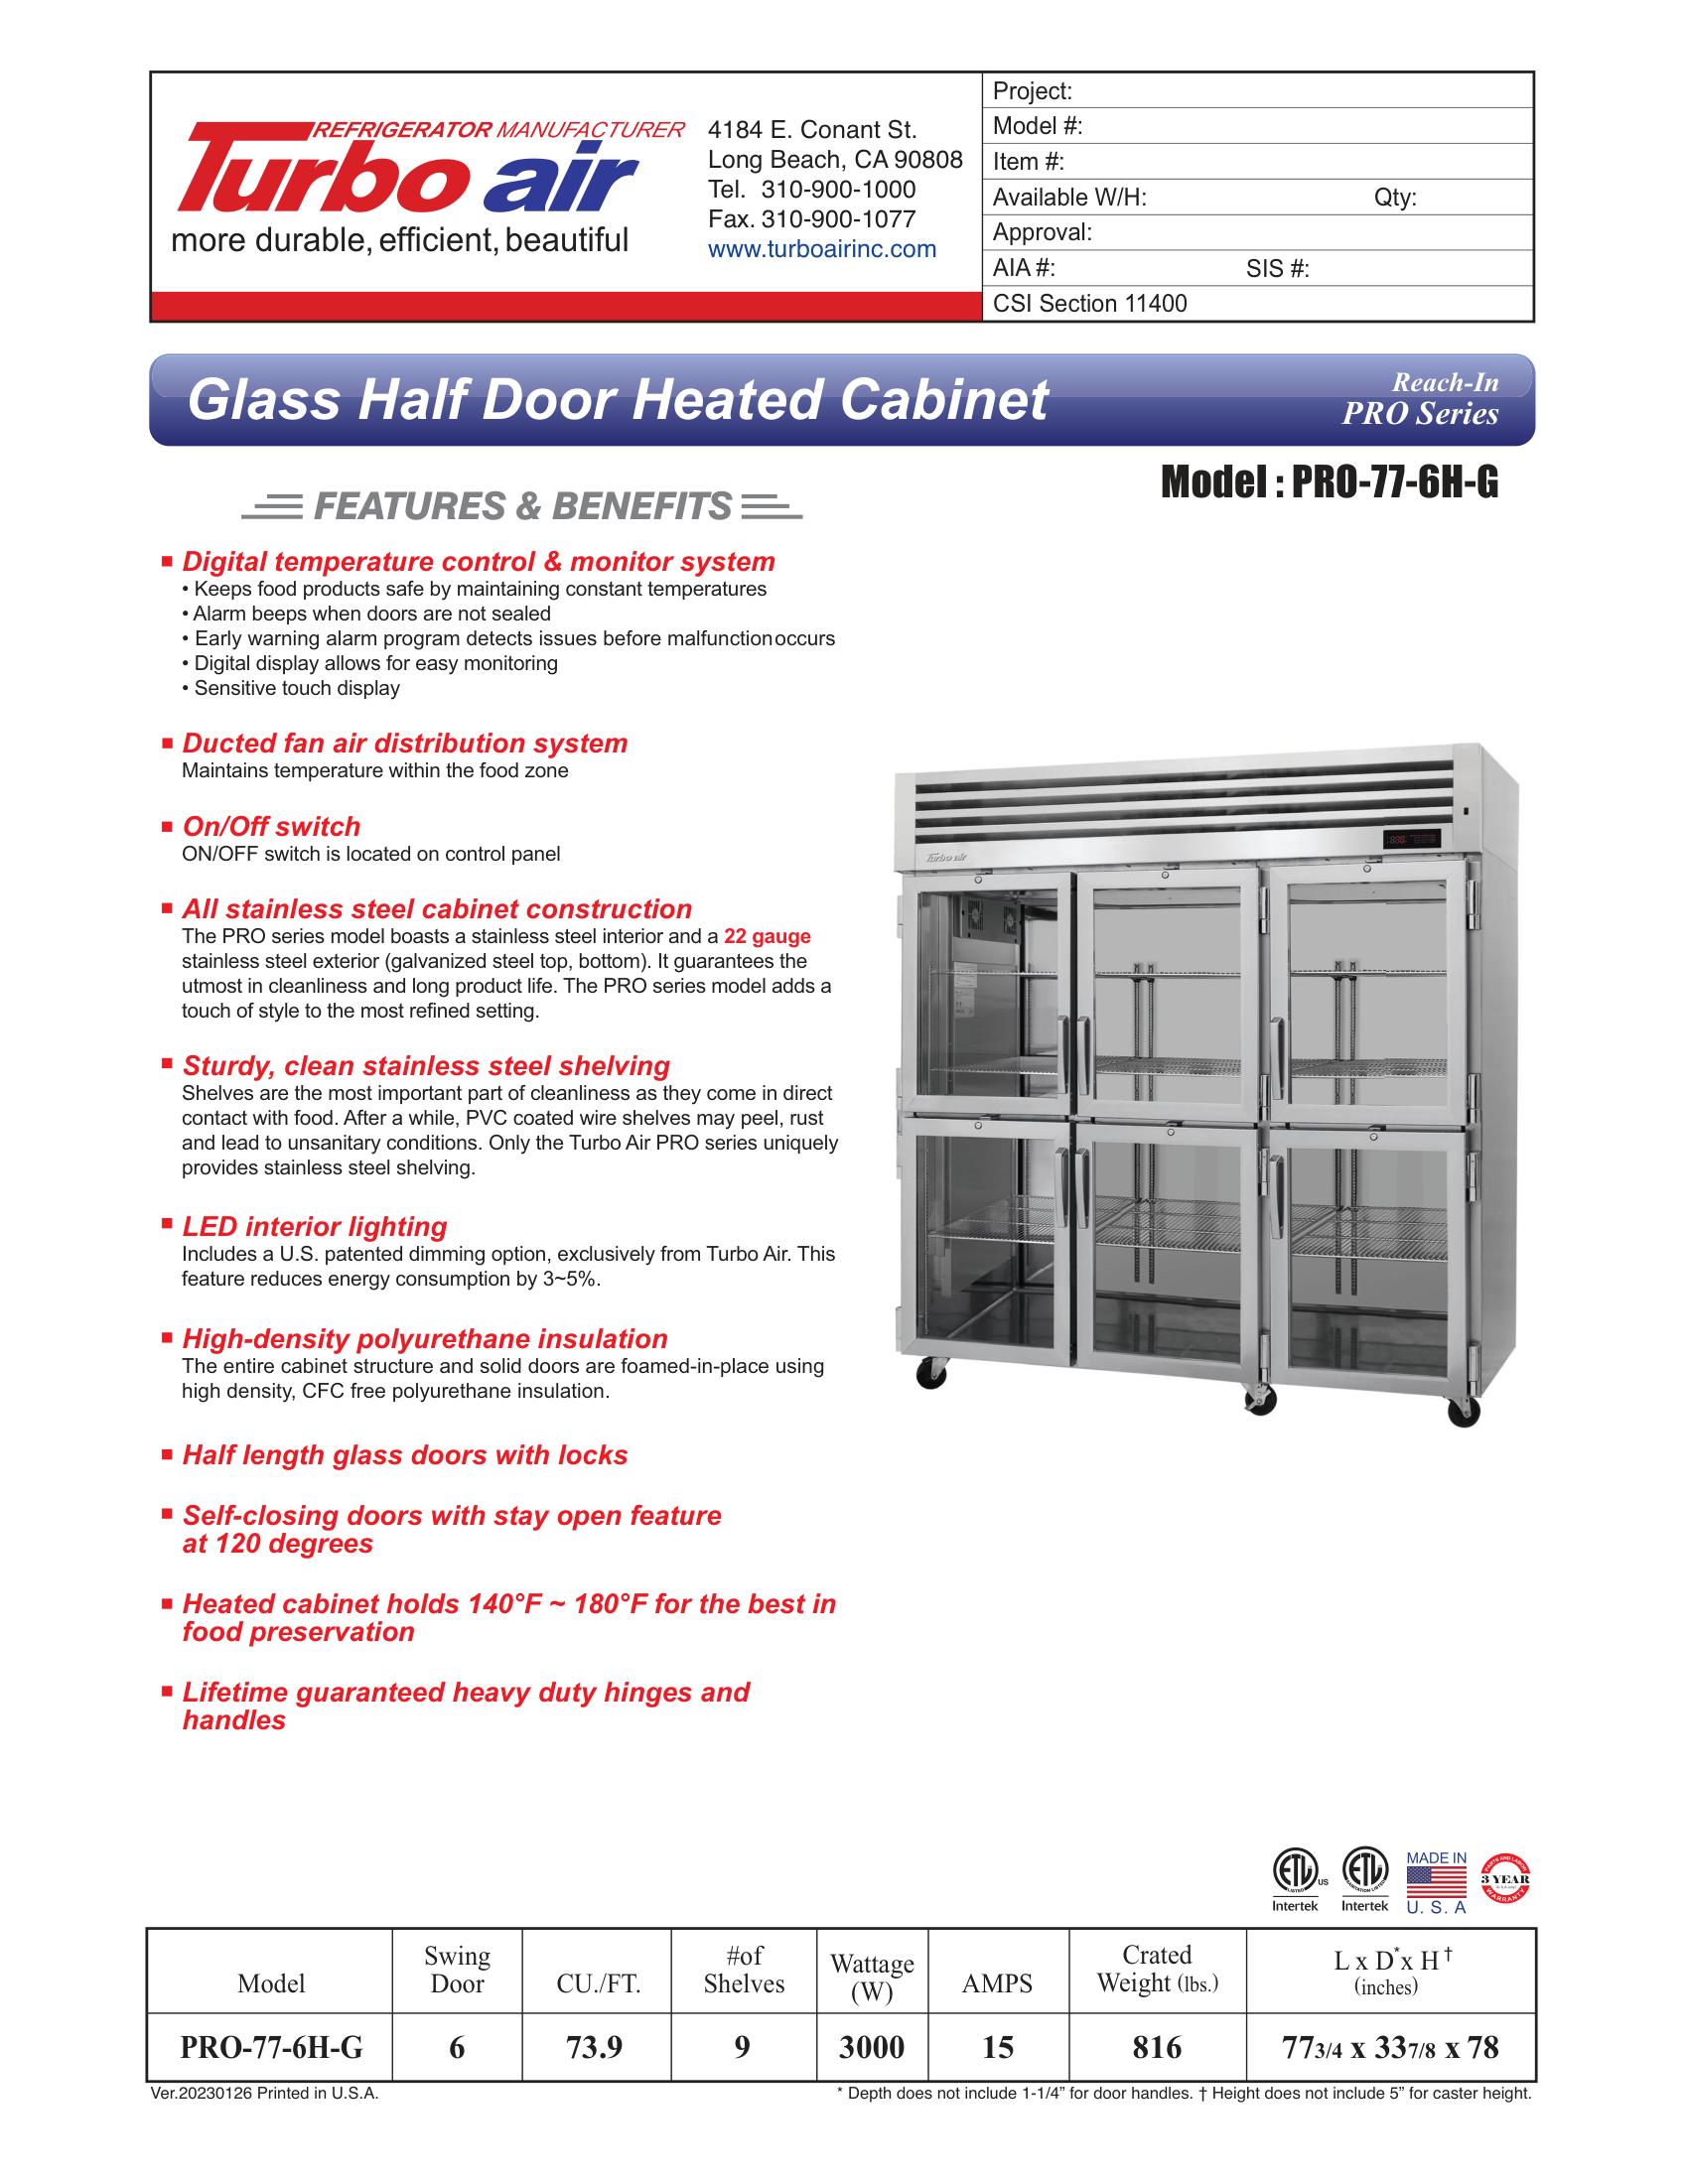 REFRIGERATOR MANUFACTURER
Turbo air
more durable, efficient, beautiful
4184 E. Conant St.
Long Beach, CA 90808
Tel. 310-900-1000
Fax. 310-900-1077
www.turboairinc.com
Project:
Model #:
Item #:
Available W/H: Qty:
Approval:
AIA #: SIS #:
CSI Section 11400
Glass Half Door Heated Cabinet
Reach-In
PRO Series
Model : PRO-77-6H-G
FEATURES & BENEFITS
Digital temperature control & monitor system
• Keeps food products safe by maintaining constant temperatures
• Alarm beeps when doors are not sealed
• Early warning alarm program detects issues before malfunction occurs
• Digital display allows for easy monitoring
• Sensitive touch display
Ducted fan air distribution system
Maintains temperature within the food zone
On/Off switch
ON/OFF switch is located on control panel
All stainless steel cabinet construction
The PRO series model boasts a stainless steel interior and a 22 gauge
stainless steel exterior (galvanized steel top, bottom). It guarantees the
utmost in cleanliness and long product life. The PRO series model adds a
touch of style to the most refined setting.
Sturdy, clean stainless steel shelving
Shelves are the most important part of cleanliness as they come in direct
contact with food. After a while, PVC coated wire shelves may peel, rust
and lead to unsanitary conditions. Only the Turbo Air PRO series uniquely
provides stainless steel shelving.
LED interior lighting
Includes a U.S. patented dimming option, exclusively from Turbo Air. This
feature reduces energy consumption by 3~5%.
High-density polyurethane insulation
The entire cabinet structure and solid doors are foamed-in-place using
high density, CFC free polyurethane insulation.
Half length glass doors with locks
Self-closing doors with stay open feature
at 120 degrees
Heated cabinet holds 140°F ~ 180°F for the best in
food preservation
Lifetime guaranteed heavy duty hinges and
handles
Turbo air
ETL LISTED US
Intertek
ETL SANITATION LISTED
Intertek
MADE IN
U. S. A
PARTS AND LABOR
3 YEAR
WARRANTY
Model Swing Door CU./FT. #of Shelves Wattage (W) AMPS Crated Weight (lbs.) L x D* x H † (inches)
PRO-77-6H-G 6 73.9 9 3000 15 816 773/4 x 337/8 x 78
Ver.20230126 Printed in U.S.A.
* Depth does not include 1-1/4” for door handles. † Height does not include 5” for caster height.